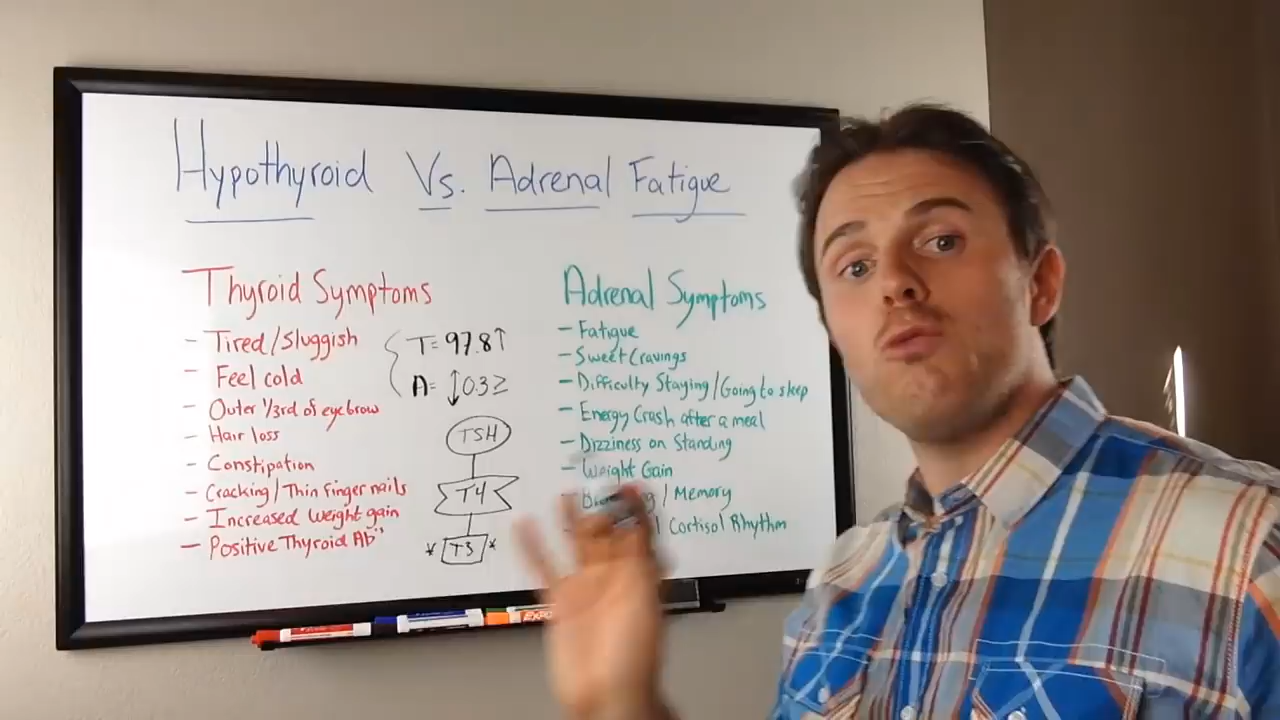 Hypothyroid Vs. Adrenal Fatigue
Thyroid Symptoms
- Tired/Sluggish
- Feel cold
- Outer 1/3rd of eyebrow
- Hair loss
- Constipation
- Cracking/Thin finger nails
- Increased weight gain
- Positive Thyroid Ab"
T= 97.8↑
A= ↕0.32
TSH
T4
* T3 *
Adrenal Symptoms
- Fatigue
- Sweet Cravings
- Difficulty Staying/Going to sleep
- Energy Crash after a meal
- Dizziness on Standing
- Weight Gain
/ Memory
Cortisol Rhythm
EXPO